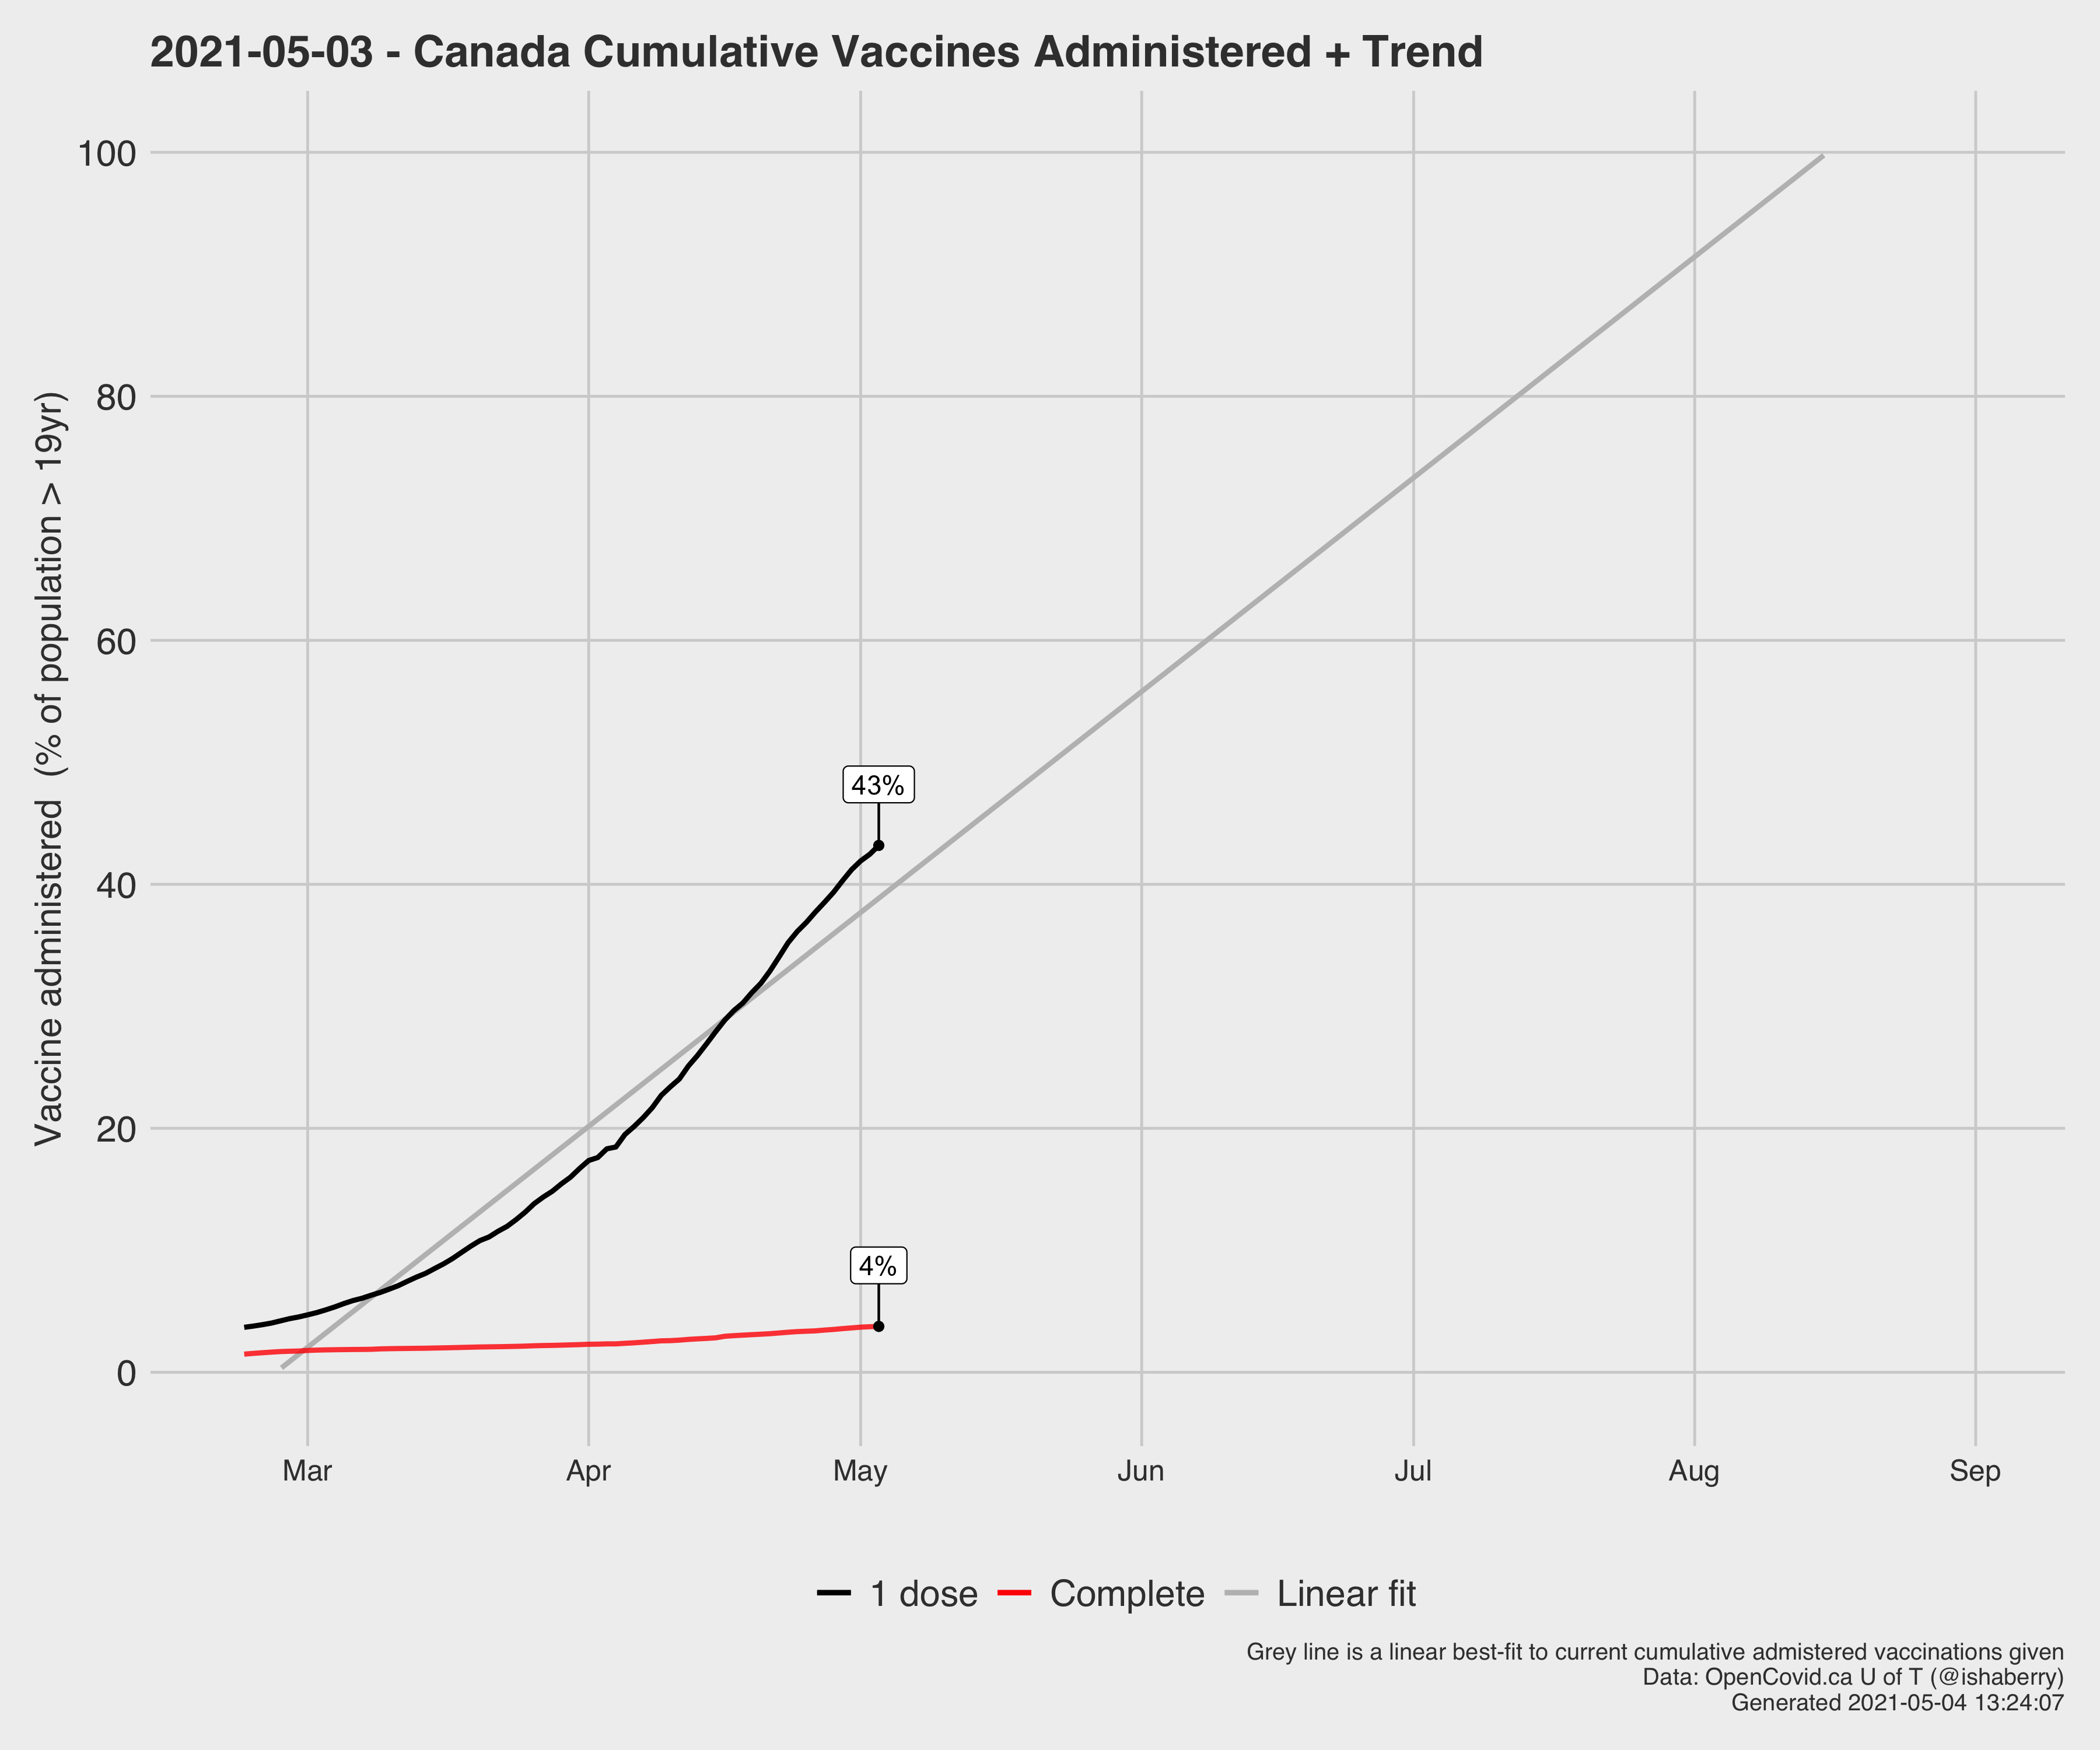 2021-05-03 - Canada Cumulative Vaccines Administered + Trend
Vaccine administered (% of population > 19yr)
100
80
60
40
20
0
43%
4%
Mar Apr May Jun Jul Aug Sep
1 dose Complete Linear fit
Grey line is a linear best-fit to current cumulative admistered vaccinations given
Data: OpenCovid.ca U of T (@ishaberry)
Generated 2021-05-04 13:24:07